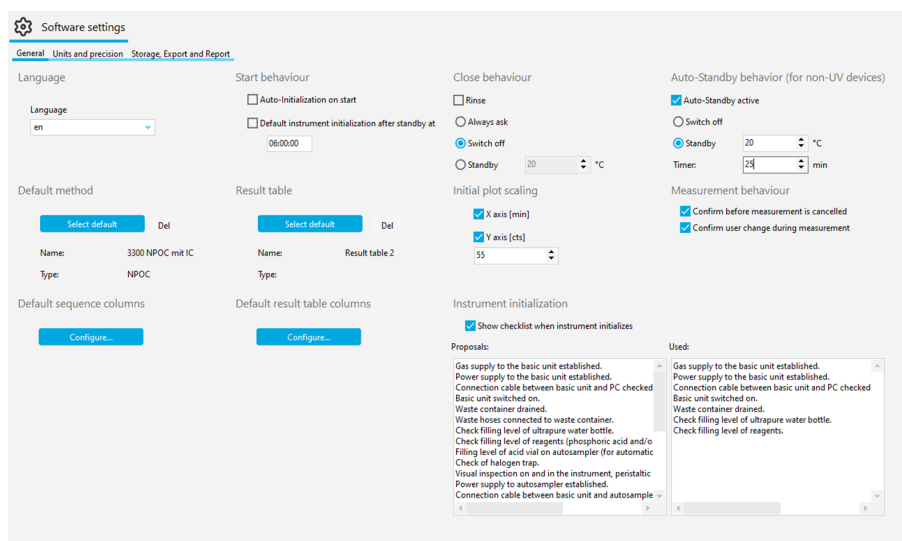 Software settings
General Units and precision Storage, Export and Report
Language
Language
en
Start behaviour
Auto-Initialization on start
Default instrument initialization after standby at
06:00:00
Close behaviour
Rinse
Always ask
Switch off
Standby 20 °C
Auto-Standby behavior (for non-UV devices)
Auto-Standby active
Switch off
Standby 20 °C
Timer: 25 min
Default method
Select default Del
Name: 3300 NPOC mit IC
Type: NPOC
Result table
Select default Del
Name: Result table 2
Type:
Initial plot scaling
X axis [min]
Y axis [cts]
55
Measurement behaviour
Confirm before measurement is cancelled
Confirm user change during measurement
Default sequence columns
Configure...
Default result table columns
Configure...
Instrument initialization
Show checklist when instrument initializes
Proposals:
Gas supply to the basic unit established.
Power supply to the basic unit established.
Connection cable between basic unit and PC checked
Basic unit switched on.
Waste container drained.
Waste hoses connected to waste container.
Check filling level of ultrapure water bottle.
Check filling level of reagents (phosphoric acid and/o
Filling level of acid vial on autosampler (for automatic
Check of halogen trap.
Visual inspection on and in the instrument, peristaltic
Power supply to autosampler established.
Connection cable between basic unit and autosample
Used:
Gas supply to the basic unit established.
Power supply to the basic unit established.
Connection cable between basic unit and PC checked
Basic unit switched on.
Waste container drained.
Check filling level of ultrapure water bottle.
Check filling level of reagents.